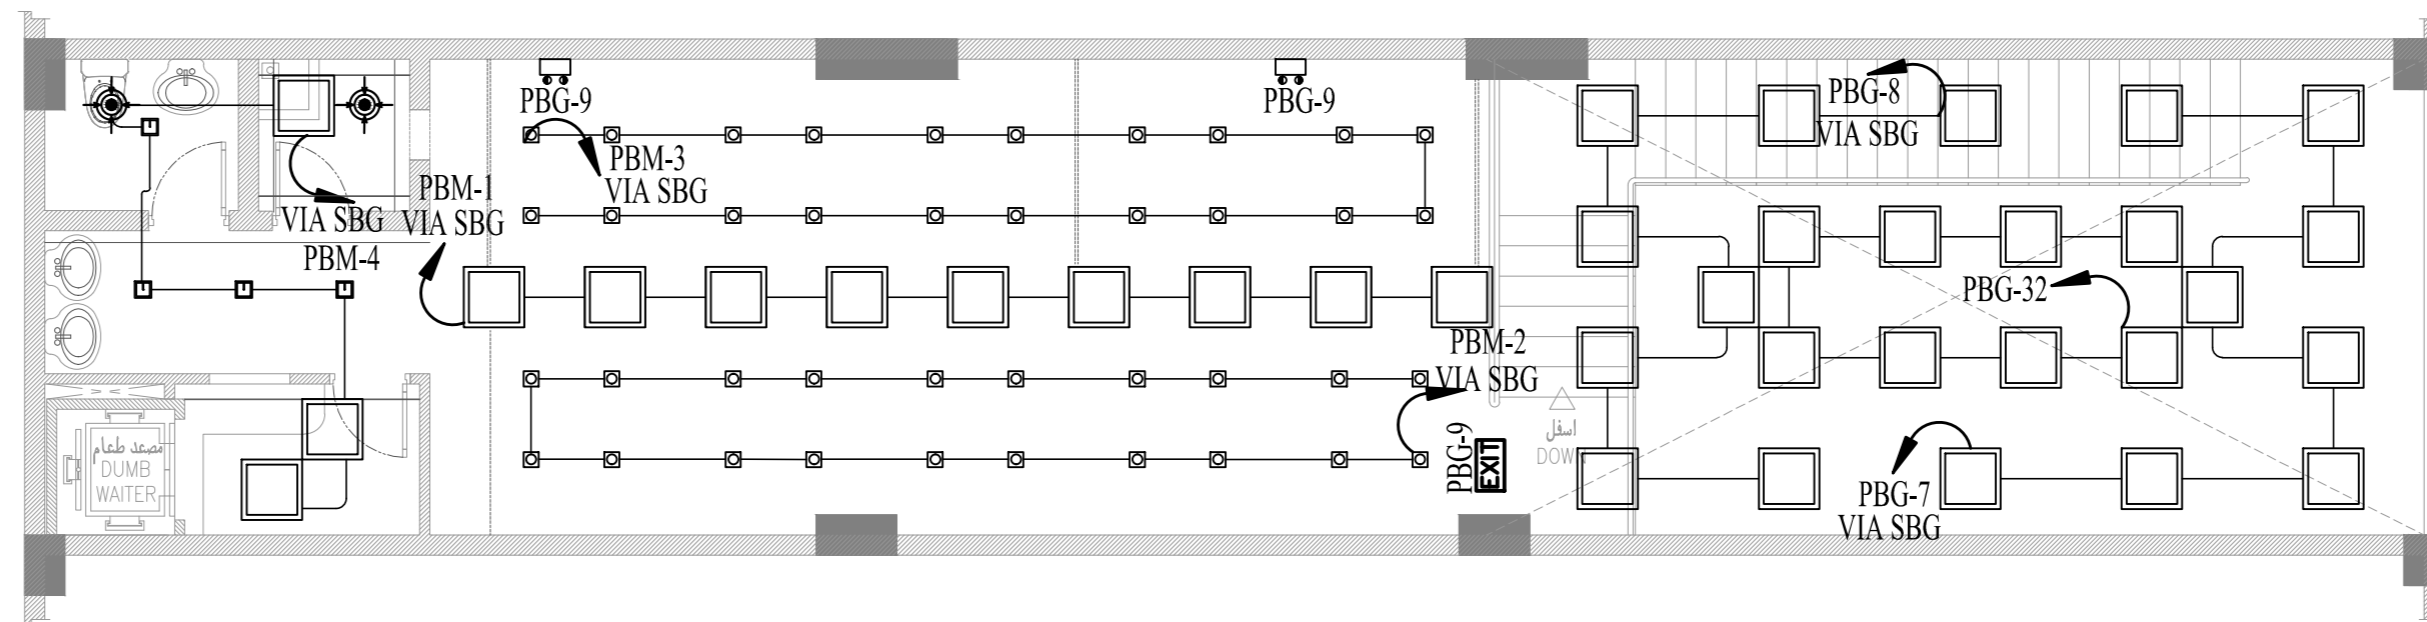 PBG-9
PBG-9
PBG-8
VIA SBG
PBM-3
VIA SBG
PBM-1
VIA SBG
VIA SBG
PBM-4
PBG-32
PBM-2
VIA SBG
اسفل
DOWN
PBG-9
EXIT
مصعد طعام
DUMB
WAITER
PBG-7
VIA SBG